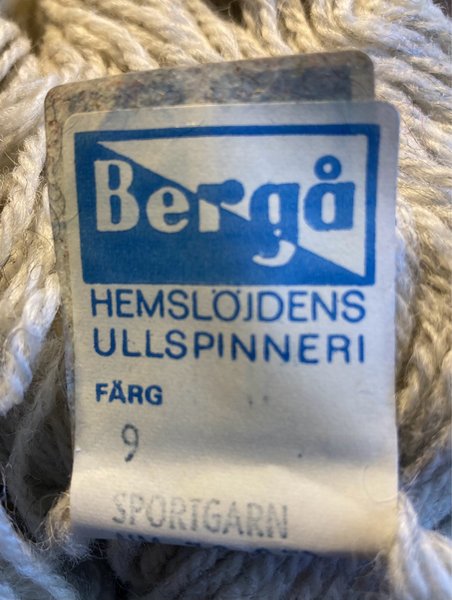 Bergå
HEMSLÖJDENS
ULLSPINNERI
FÄRG
9
SPORTGARN